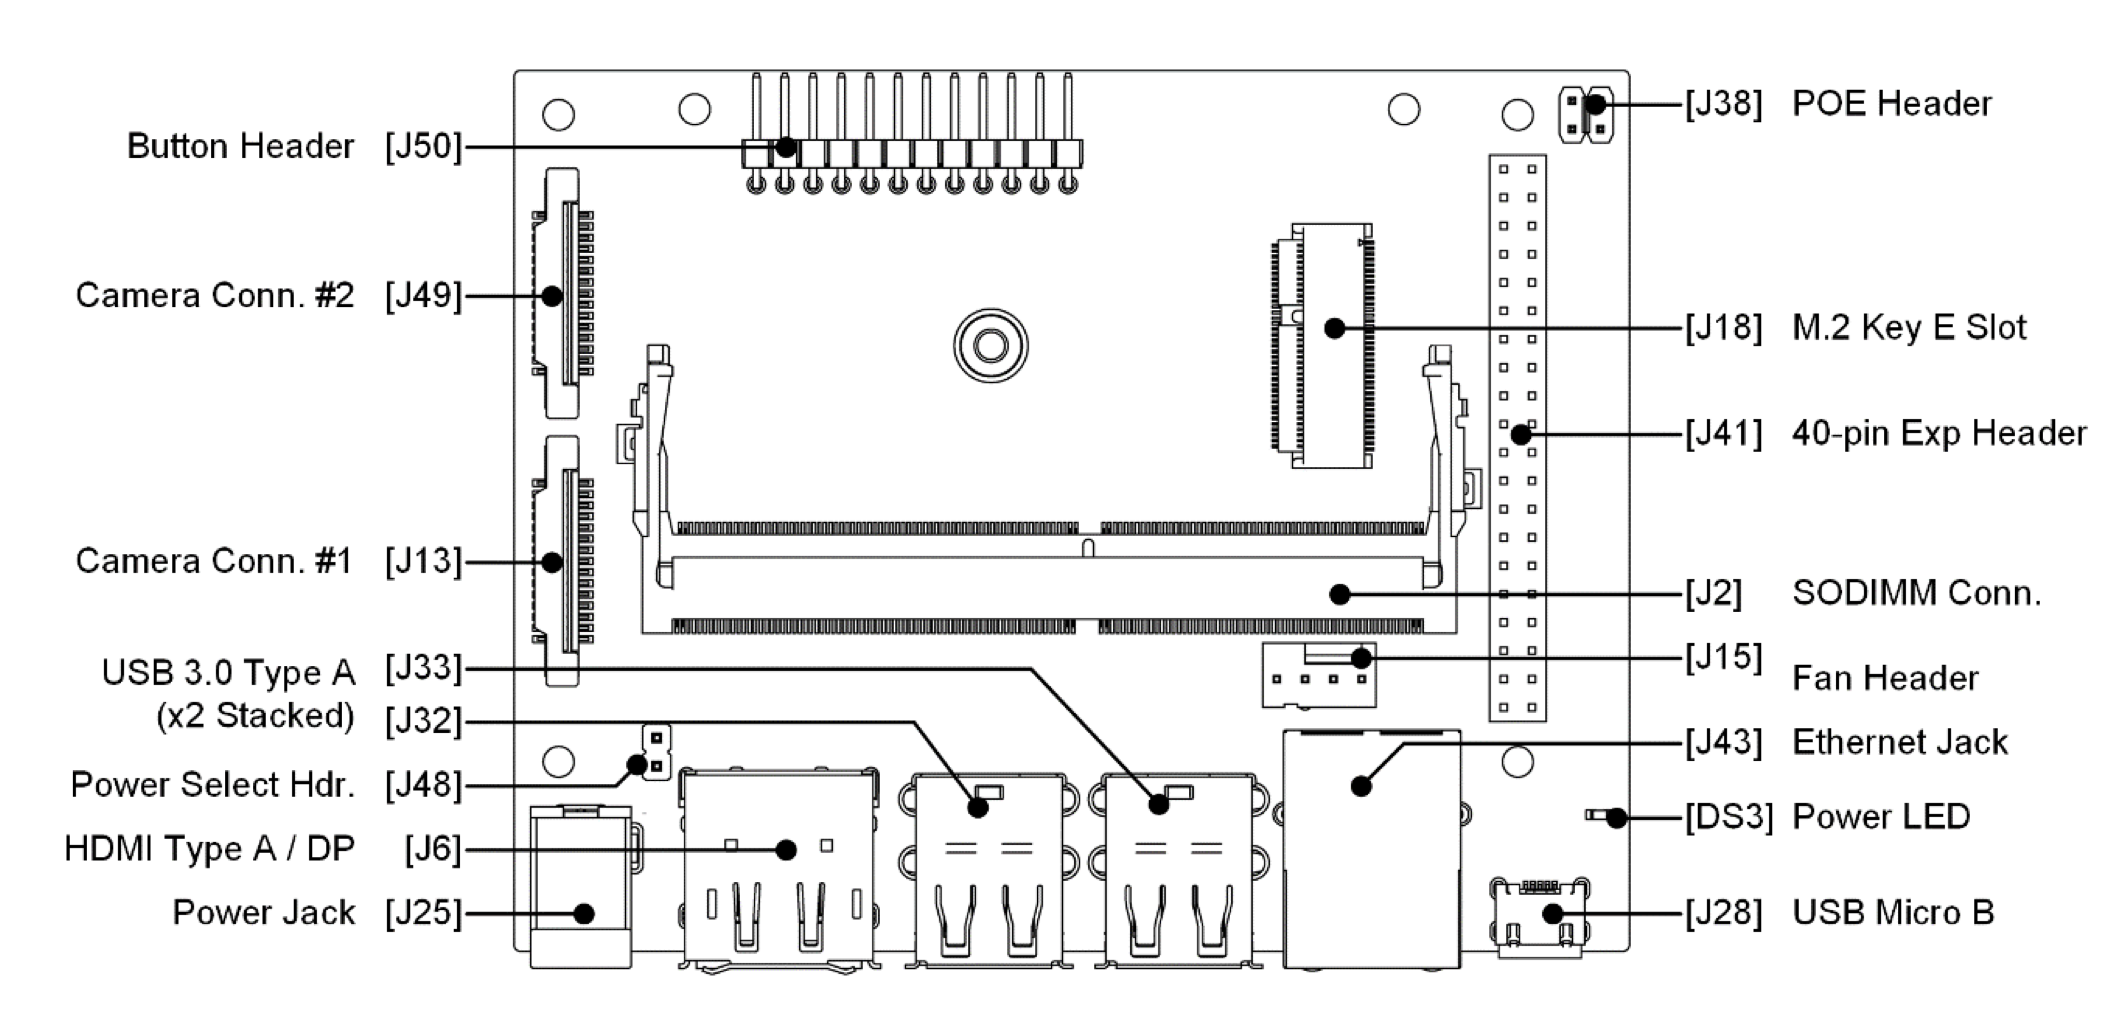 Button Header [J50]
Camera Conn. #2 [J49]
Camera Conn. #1 [J13]
USB 3.0 Type A [J33]
(x2 Stacked) [J32]
Power Select Hdr. [J48]
HDMI Type A / DP [J6]
Power Jack [J25]
[J38] POE Header
[J18] M.2 Key E Slot
[J41] 40-pin Exp Header
[J2] SODIMM Conn.
[J15] Fan Header
[J43] Ethernet Jack
[DS3] Power LED
[J28] USB Micro B